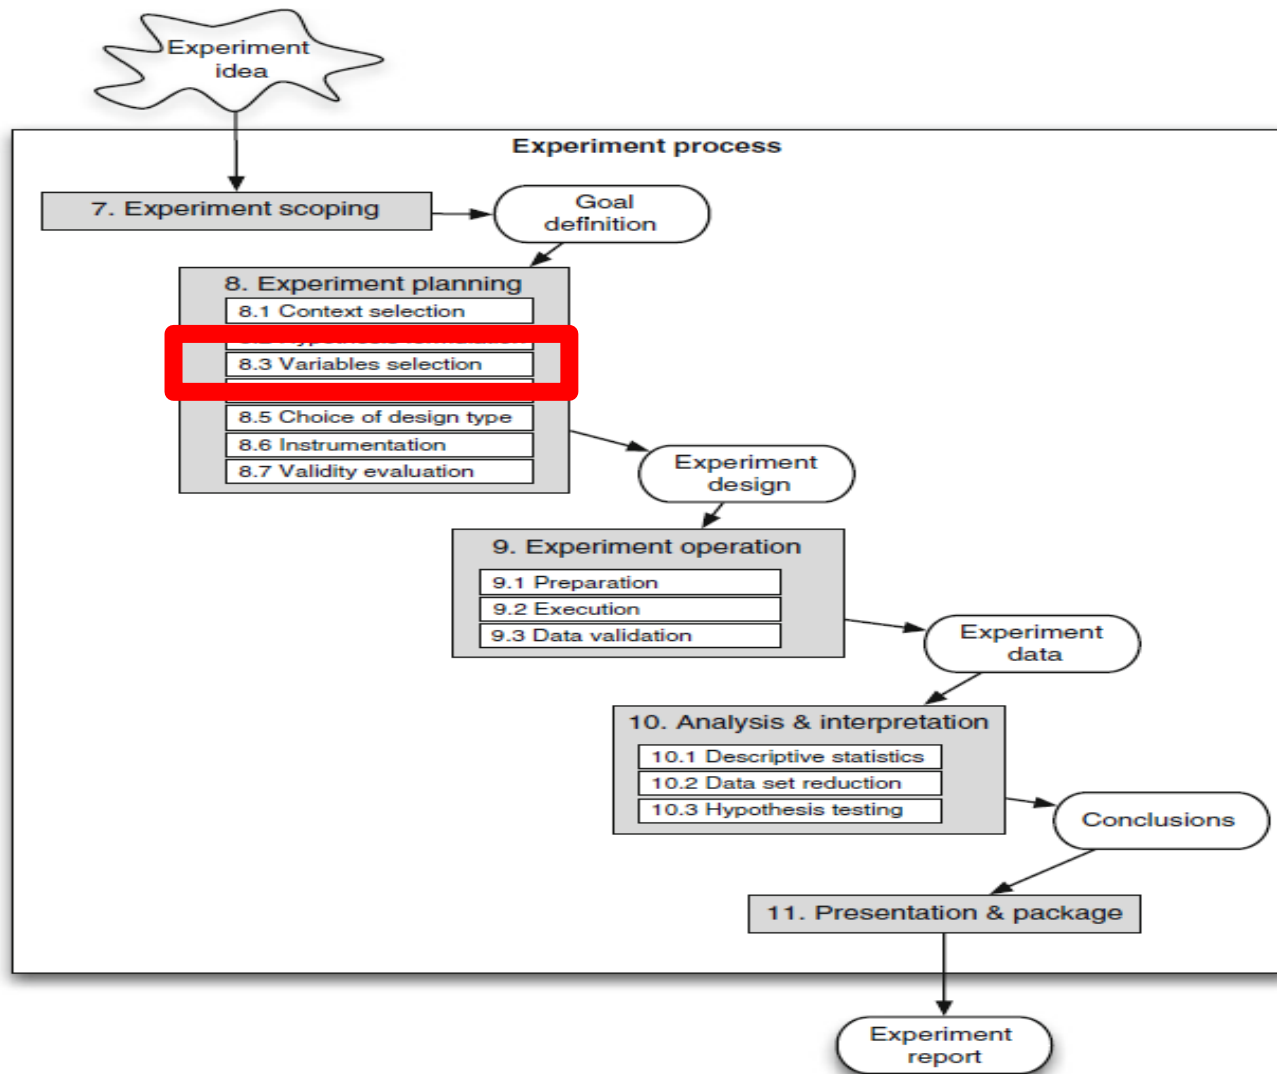 Experiment
idea
Experiment process
7. Experiment scoping
Goal
definition
8. Experiment planning
8.1 Context selection
8.3 Variables selection
8.5 Choice of design type
8.6 Instrumentation
8.7 Validity evaluation
Experiment
design
9. Experiment operation
9.1 Preparation
9.2 Execution
9.3 Data validation
Experiment
data
10. Analysis & interpretation
10.1 Descriptive statistics
10.2 Data set reduction
10.3 Hypothesis testing
Conclusions
11. Presentation & package
Experiment
report